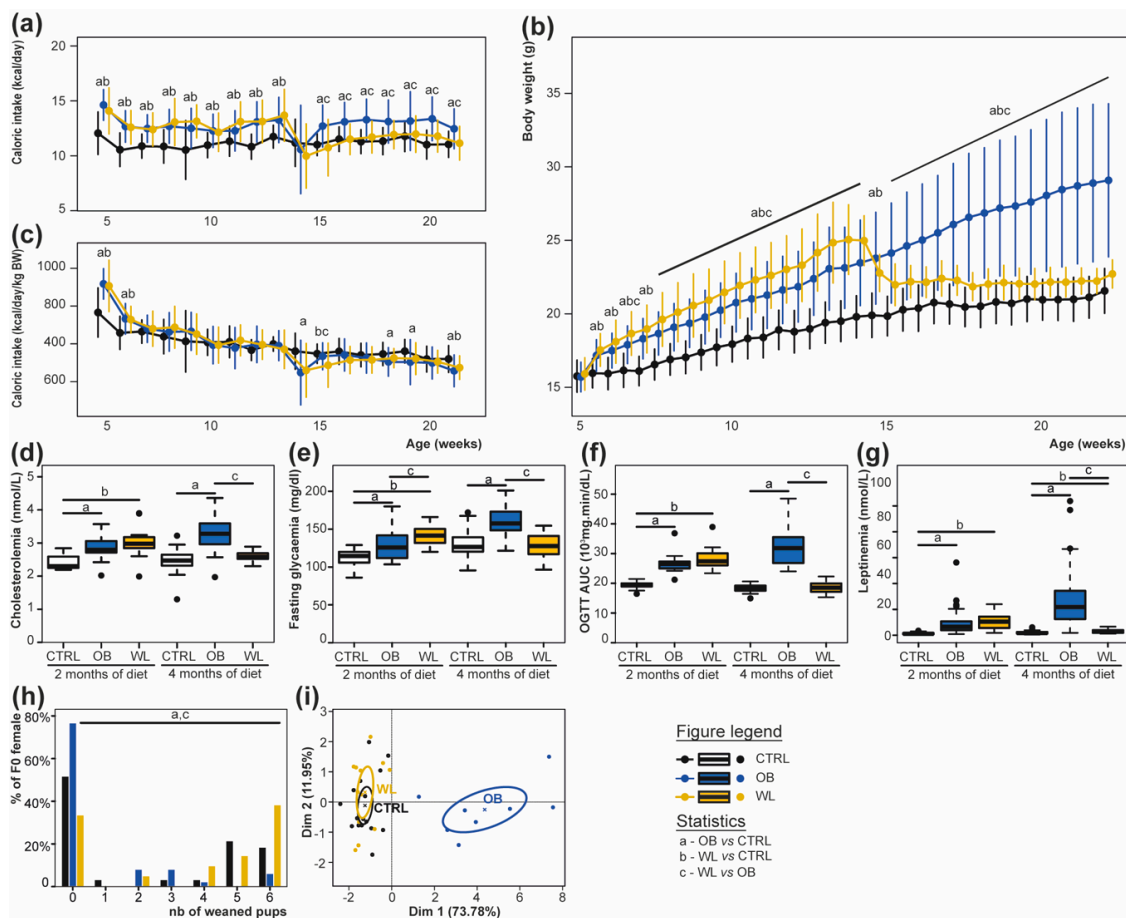 (a)
Caloric intake (kcal/day)
20
15
10
5
ab ab ab ab ab ab ab ab ab ac ac ac ac ac ac ac
5 10 15 20
(b)
Body weight (g)
35
30
25
20
15
ab ab abc ab abc ab abc
5 10 15 20
Age (weeks)
(c)
Caloric intake (kcal/day/kg BW)
1000
800
400
600
ab ab a bc a a ab
5 10 15 20
Age (weeks)
(d)
Cholesterolemia (nmol/L)
5
4
3
2
1
0
b a a c
CTRL OB WL CTRL OB WL
2 months of diet 4 months of diet
(e)
Fasting glycaemia (mg/dl)
200
150
100
50
0
c b a a c
CTRL OB WL CTRL OB WL
2 months of diet 4 months of diet
(f)
OGTT AUC (10³mg.min/dL)
50
40
30
20
10
0
b a a c
CTRL OB WL CTRL OB WL
2 months of diet 4 months of diet
(g)
Leptinemia (nmol/L)
100
80
60
40
20
10
0
b a c b a
CTRL OB WL CTRL OB WL
2 months of diet 4 months of diet
(h)
% of F0 female
80%
60%
40%
20%
0
a,c
0 1 2 3 4 5 6
nb of weaned pups
(i)
Dim 2 (11.95%)
3
2
1
0
-1
-2
WL
CTRL
OB
-2 0 2 4 6 8
Dim 1 (73.78%)
Figure legend
CTRL
OB
WL
Statistics
a - OB vs CTRL
b - WL vs CTRL
c - WL vs OB